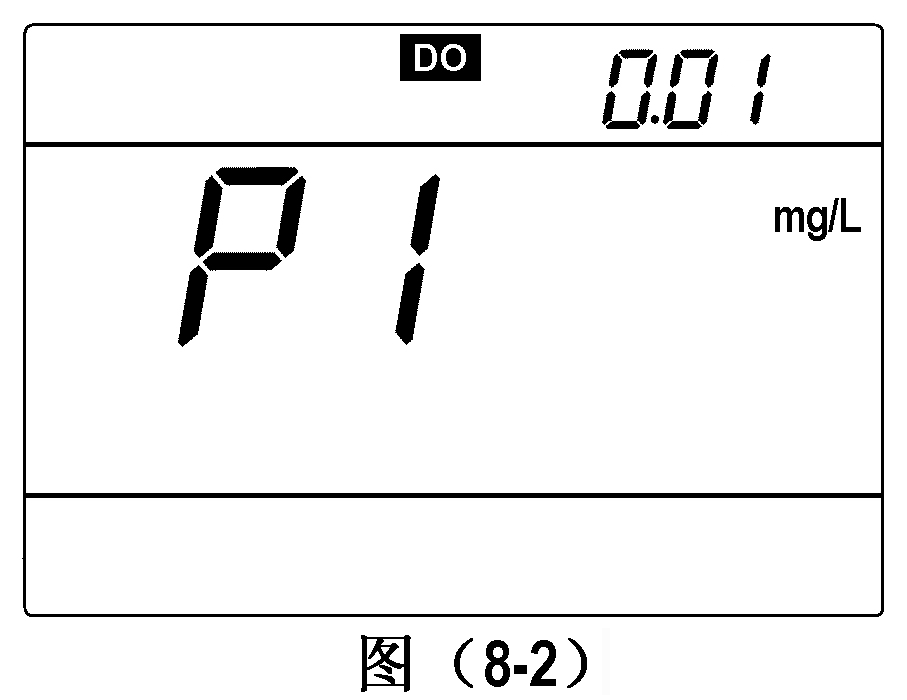 DO
0.01
P1
mg/L
图（8-2）